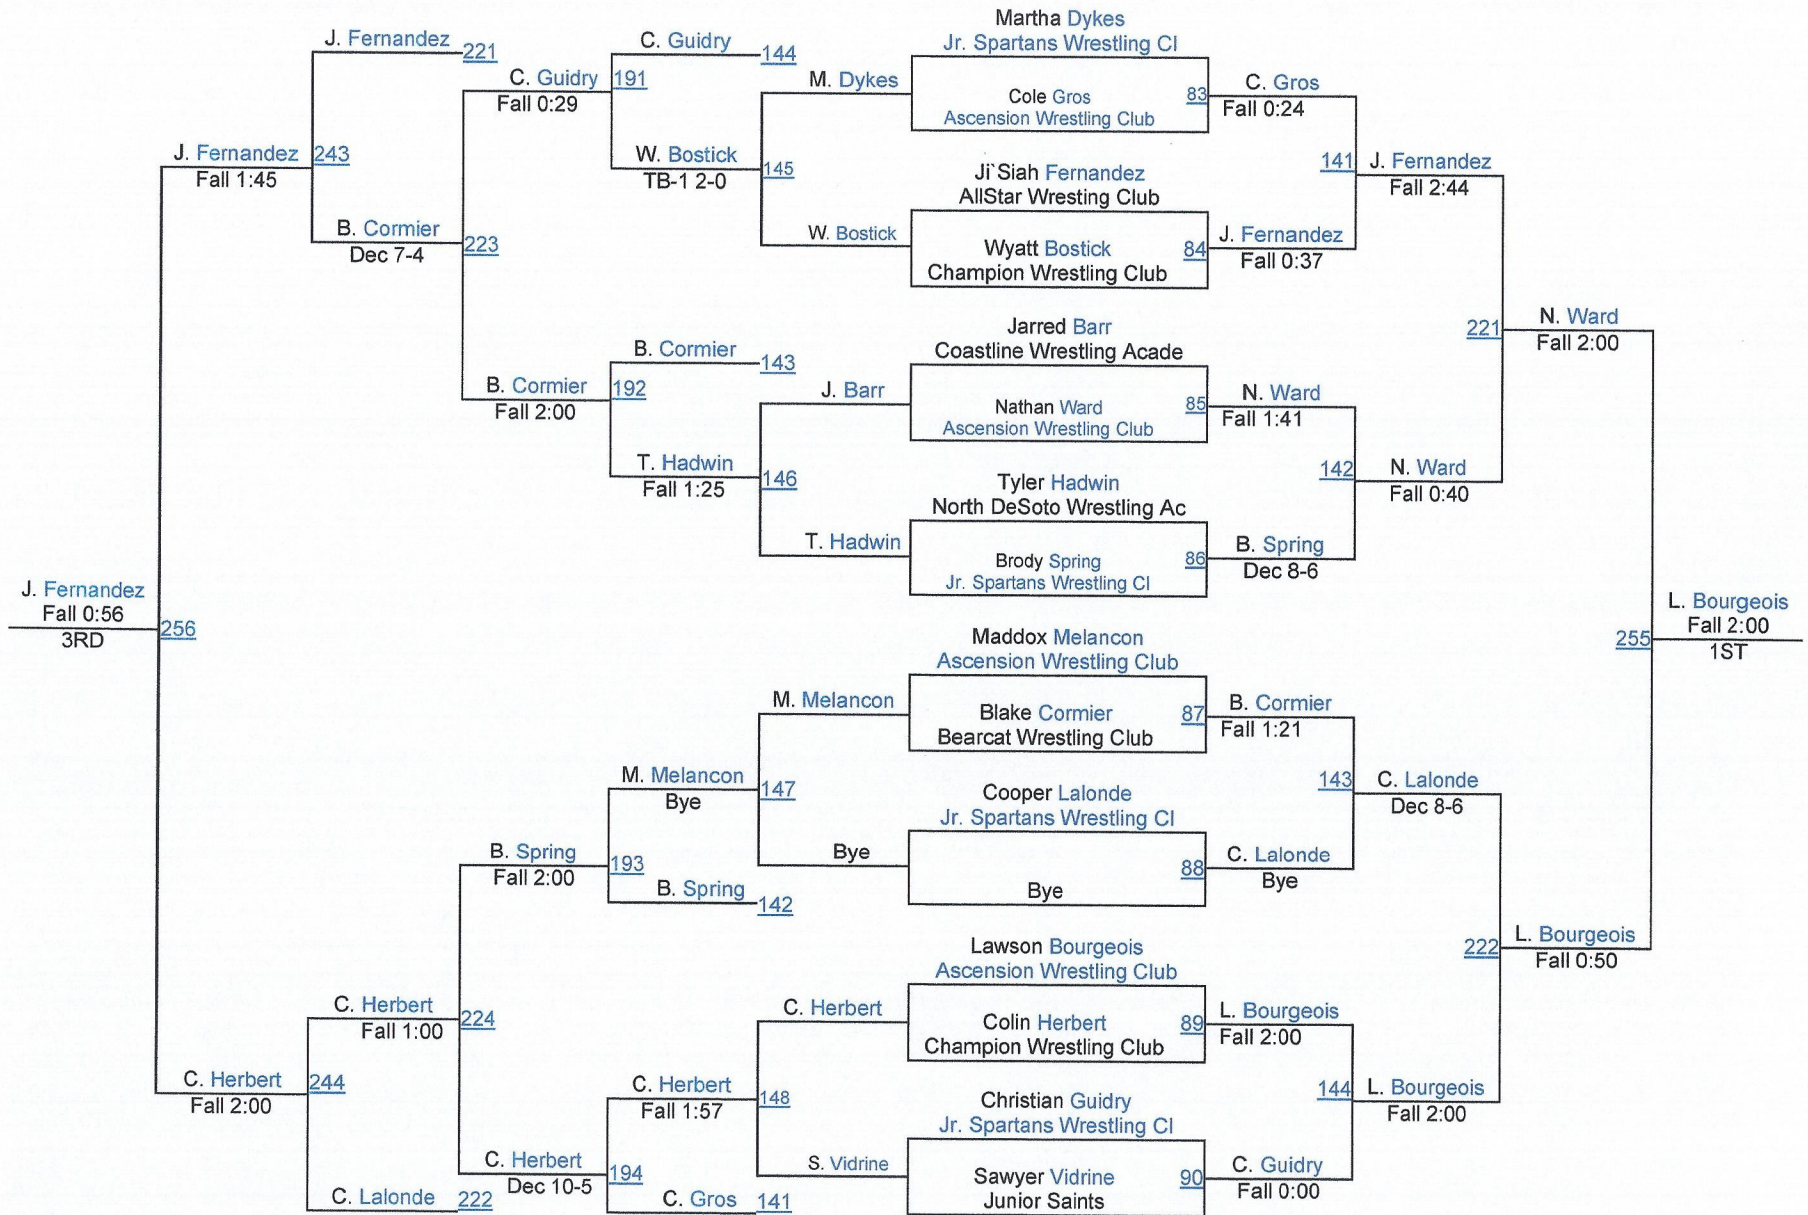 Martha Dykes
Jr. Spartans Wrestling Cl
J. Fernandez
221
C. Guidry
144
C. Guidry
191
Fall 0:29
M. Dykes
Cole Gros
83
Ascension Wrestling Club
C. Gros
Fall 0:24
J. Fernandez
243
Fall 1:45
W. Bostick
145
TB-1 2-0
Ji`Siah Fernandez
AllStar Wresting Club
141
J. Fernandez
Fall 2:44
B. Cormier
223
Dec 7-4
W. Bostick
Wyatt Bostick
84
Champion Wrestling Club
J. Fernandez
Fall 0:37
Jarred Barr
Coastline Wrestling Acade
221
N. Ward
Fall 2:00
B. Cormier
143
B. Cormier
192
Fall 2:00
J. Barr
Nathan Ward
85
Ascension Wrestling Club
N. Ward
Fall 1:41
T. Hadwin
146
Fall 1:25
Tyler Hadwin
North DeSoto Wrestling Ac
142
N. Ward
Fall 0:40
T. Hadwin
Brody Spring
86
Jr. Spartans Wrestling Cl
B. Spring
Dec 8-6
J. Fernandez
Fall 0:56
3RD
256
Maddox Melancon
Ascension Wrestling Club
255
L. Bourgeois
Fall 2:00
1ST
M. Melancon
Blake Cormier
87
Bearcat Wrestling Club
B. Cormier
Fall 1:21
M. Melancon
147
Bye
Cooper Lalonde
Jr. Spartans Wrestling Cl
143
C. Lalonde
Dec 8-6
B. Spring
193
Fall 2:00
Bye
Bye
88
C. Lalonde
Bye
B. Spring
142
Lawson Bourgeois
Ascension Wrestling Club
222
L. Bourgeois
Fall 0:50
C. Herbert
224
Fall 1:00
C. Herbert
Colin Herbert
89
Champion Wrestling Club
L. Bourgeois
Fall 2:00
C. Herbert
244
Fall 2:00
C. Herbert
148
Fall 1:57
Christian Guidry
Jr. Spartans Wrestling Cl
144
L. Bourgeois
Fall 2:00
C. Herbert
194
Dec 10-5
S. Vidrine
Sawyer Vidrine
90
Junior Saints
C. Guidry
Fall 0:00
C. Lalonde
222
C. Gros
141